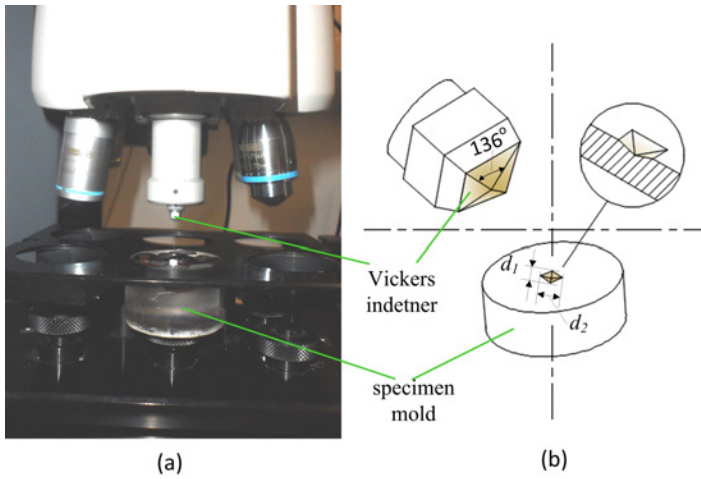 136°
Vickers
indetner
d1
d2
specimen
mold
(a)
(b)